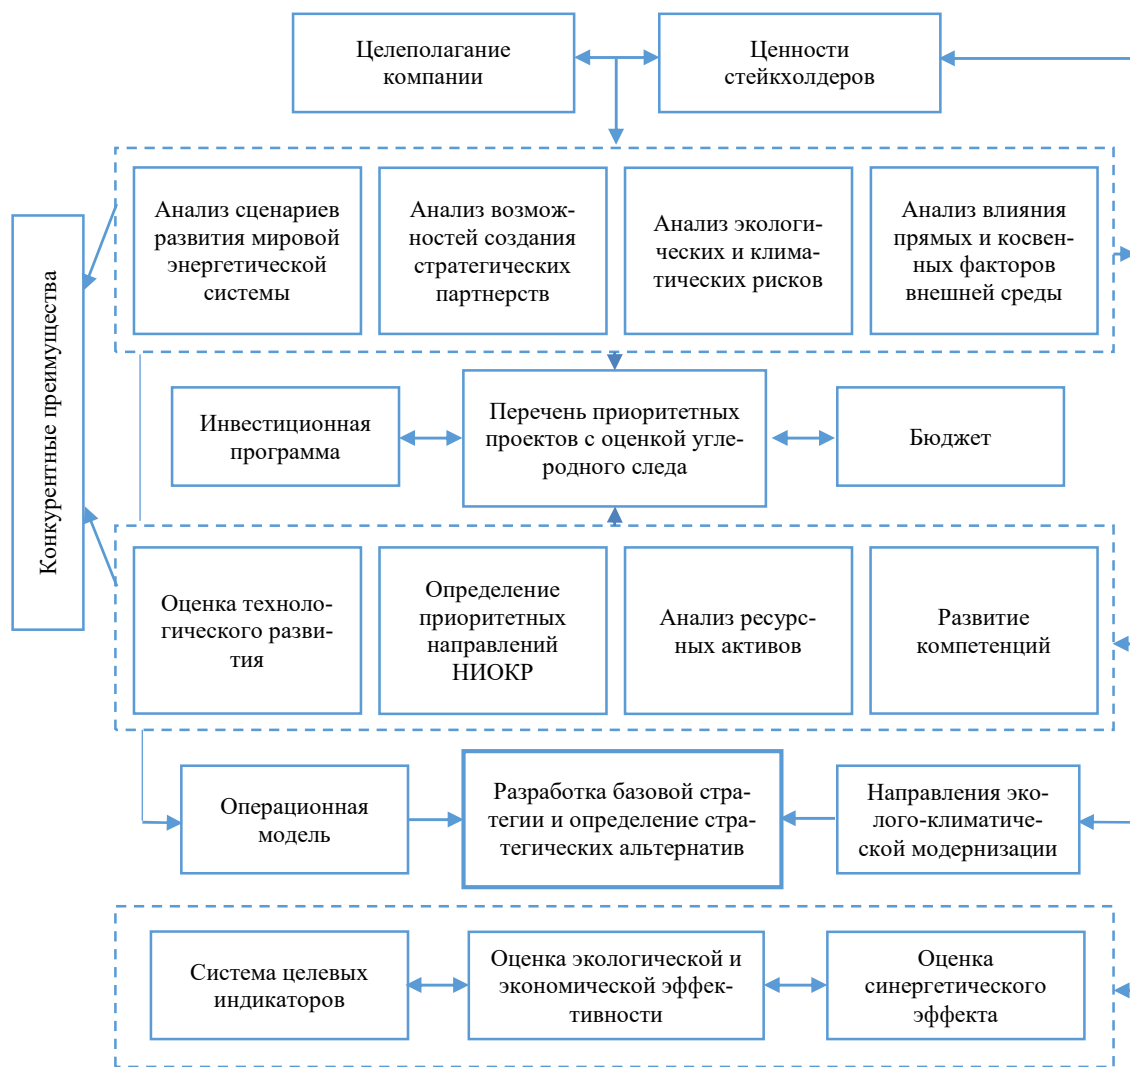 Целеполагание
компании
Ценности
стейкхолдеров
Анализ сценариев
развития мировой
энергетической
системы
Анализ возмож-
ностей создания
стратегических
партнерств
Анализ экологи-
ческих и клима-
тических рисков
Анализ влияния
прямых и косвен-
ных факторов
внешней среды
Конкурентные преимущества
Инвестиционная
программа
Перечень приоритетных
проектов с оценкой угле-
родного следа
Бюджет
Оценка техноло-
гического разви-
тия
Определение
приоритетных
направлений
НИОКР
Анализ ресурс-
ных активов
Развитие
компетенций
Операционная
модель
Разработка базовой стра-
тегии и определение стра-
тегических альтернатив
Направления эко-
лого-климатиче-
ской модернизации
Система целевых
индикаторов
Оценка экологической и
экономической эффек-
тивности
Оценка
синергетического
эффекта